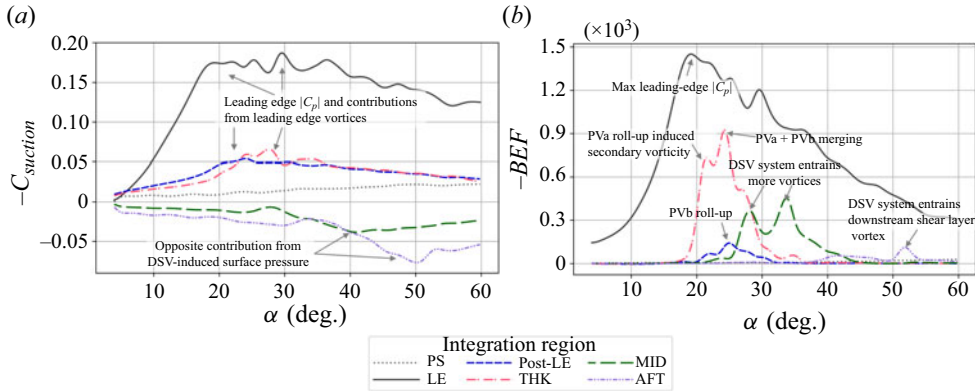 (a)
0.20
0.15
0.10
0.05
0
−0.05
−C_suction
Leading edge |C_p| and contributions
from leading edge vortices
Opposite contribution from
DSV-induced surface pressure
10 20 30 40 50 60
α (deg.)
(b)
(×10³)
1.5
1.2
0.9
0.6
0.3
0
−BEF
Max leading-edge |C_p|
PVa roll-up induced
secondary vorticity
PVa + PVb merging
DSV system entrains
more vortices
PVb roll-up
DSV system entrains
downstream shear layer
vortex
10 20 30 40 50 60
α (deg.)
Integration region
PS Post-LE MID
LE THK AFT